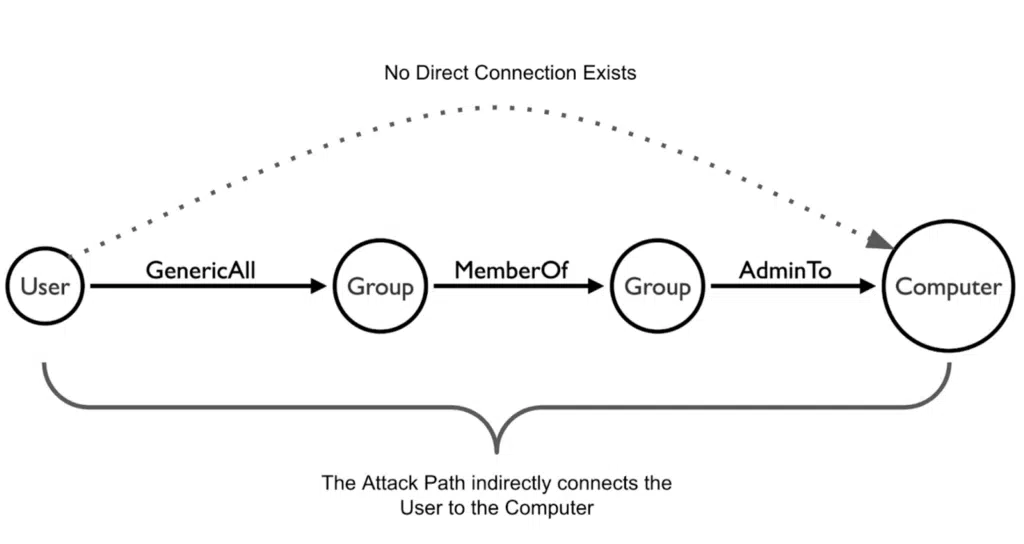 No Direct Connection Exists
GenericAll
MemberOf
AdminTo
User
Group
Group
Computer
The Attack Path indirectly connects the
User to the Computer